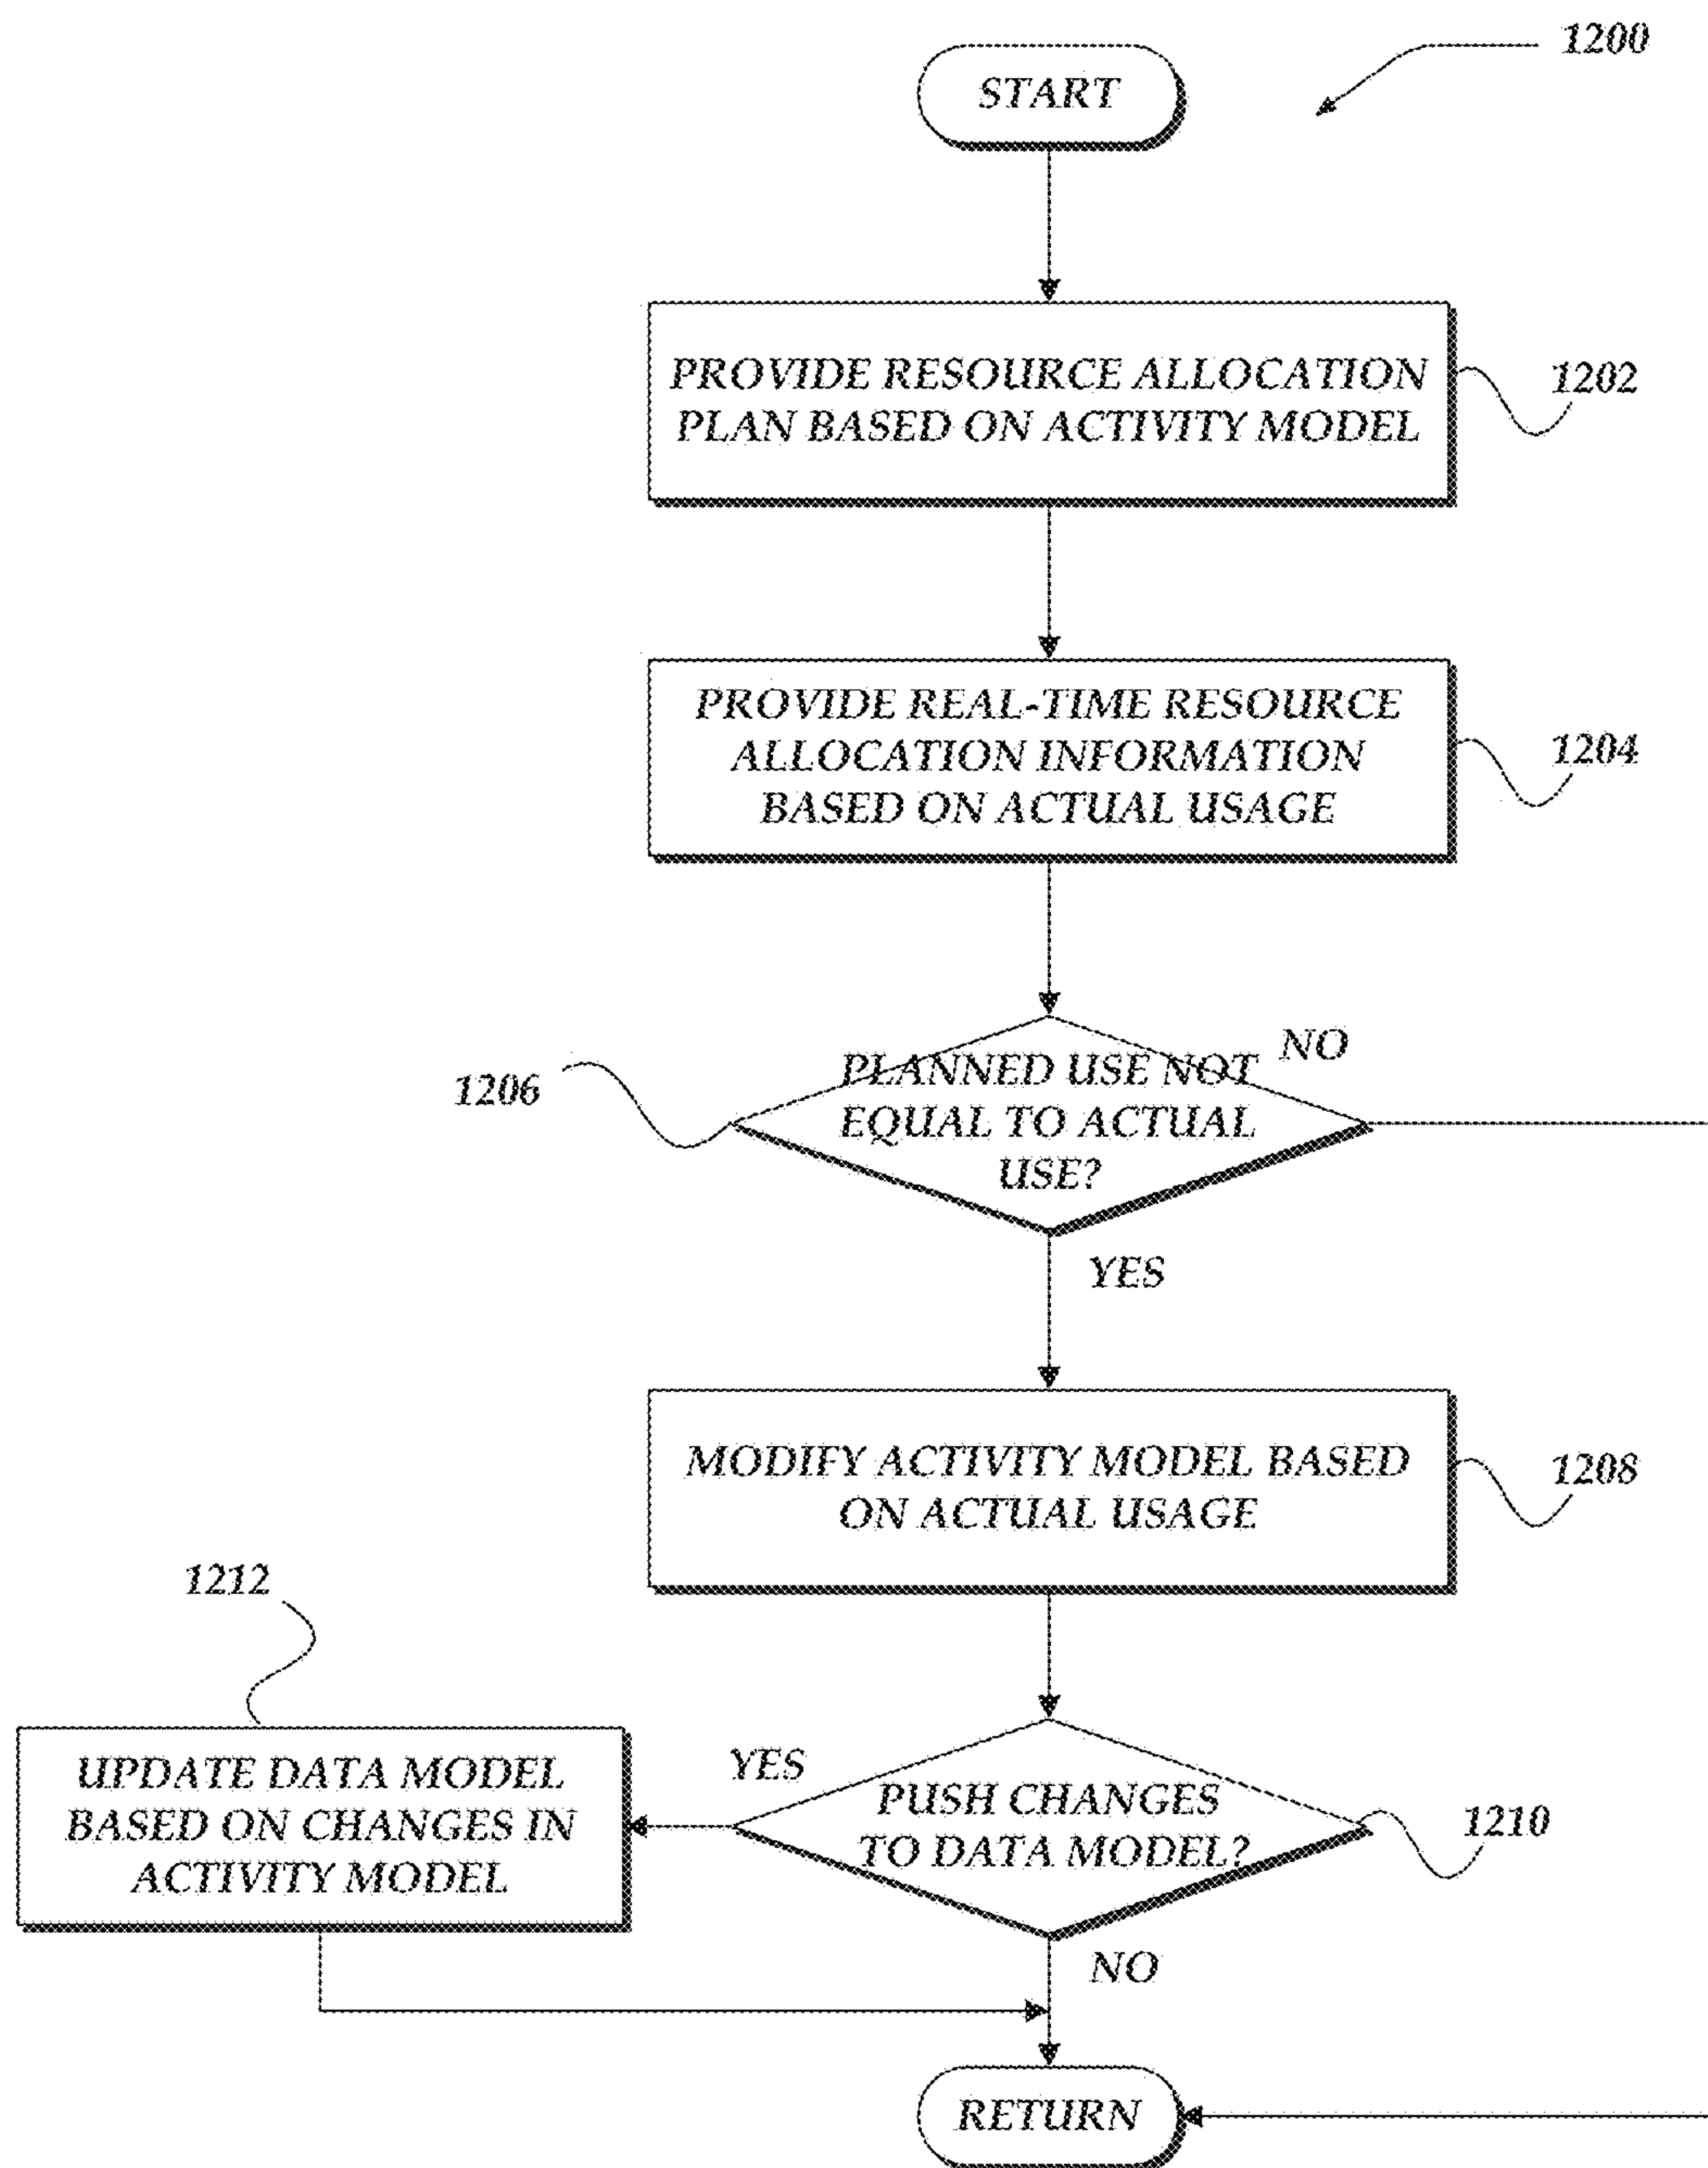 1200
START
PROVIDE RESOURCE ALLOCATION
PLAN BASED ON ACTIVITY MODEL
1202
PROVIDE REAL-TIME RESOURCE
ALLOCATION INFORMATION
BASED ON ACTUAL USAGE
1204
NO
PLANNED USE NOT
EQUAL TO ACTUAL
USE?
1206
YES
MODIFY ACTIVITY MODEL BASED
ON ACTUAL USAGE
1208
1212
UPDATE DATA MODEL
BASED ON CHANGES IN
ACTIVITY MODEL
YES
PUSH CHANGES
TO DATA MODEL?
1210
NO
RETURN